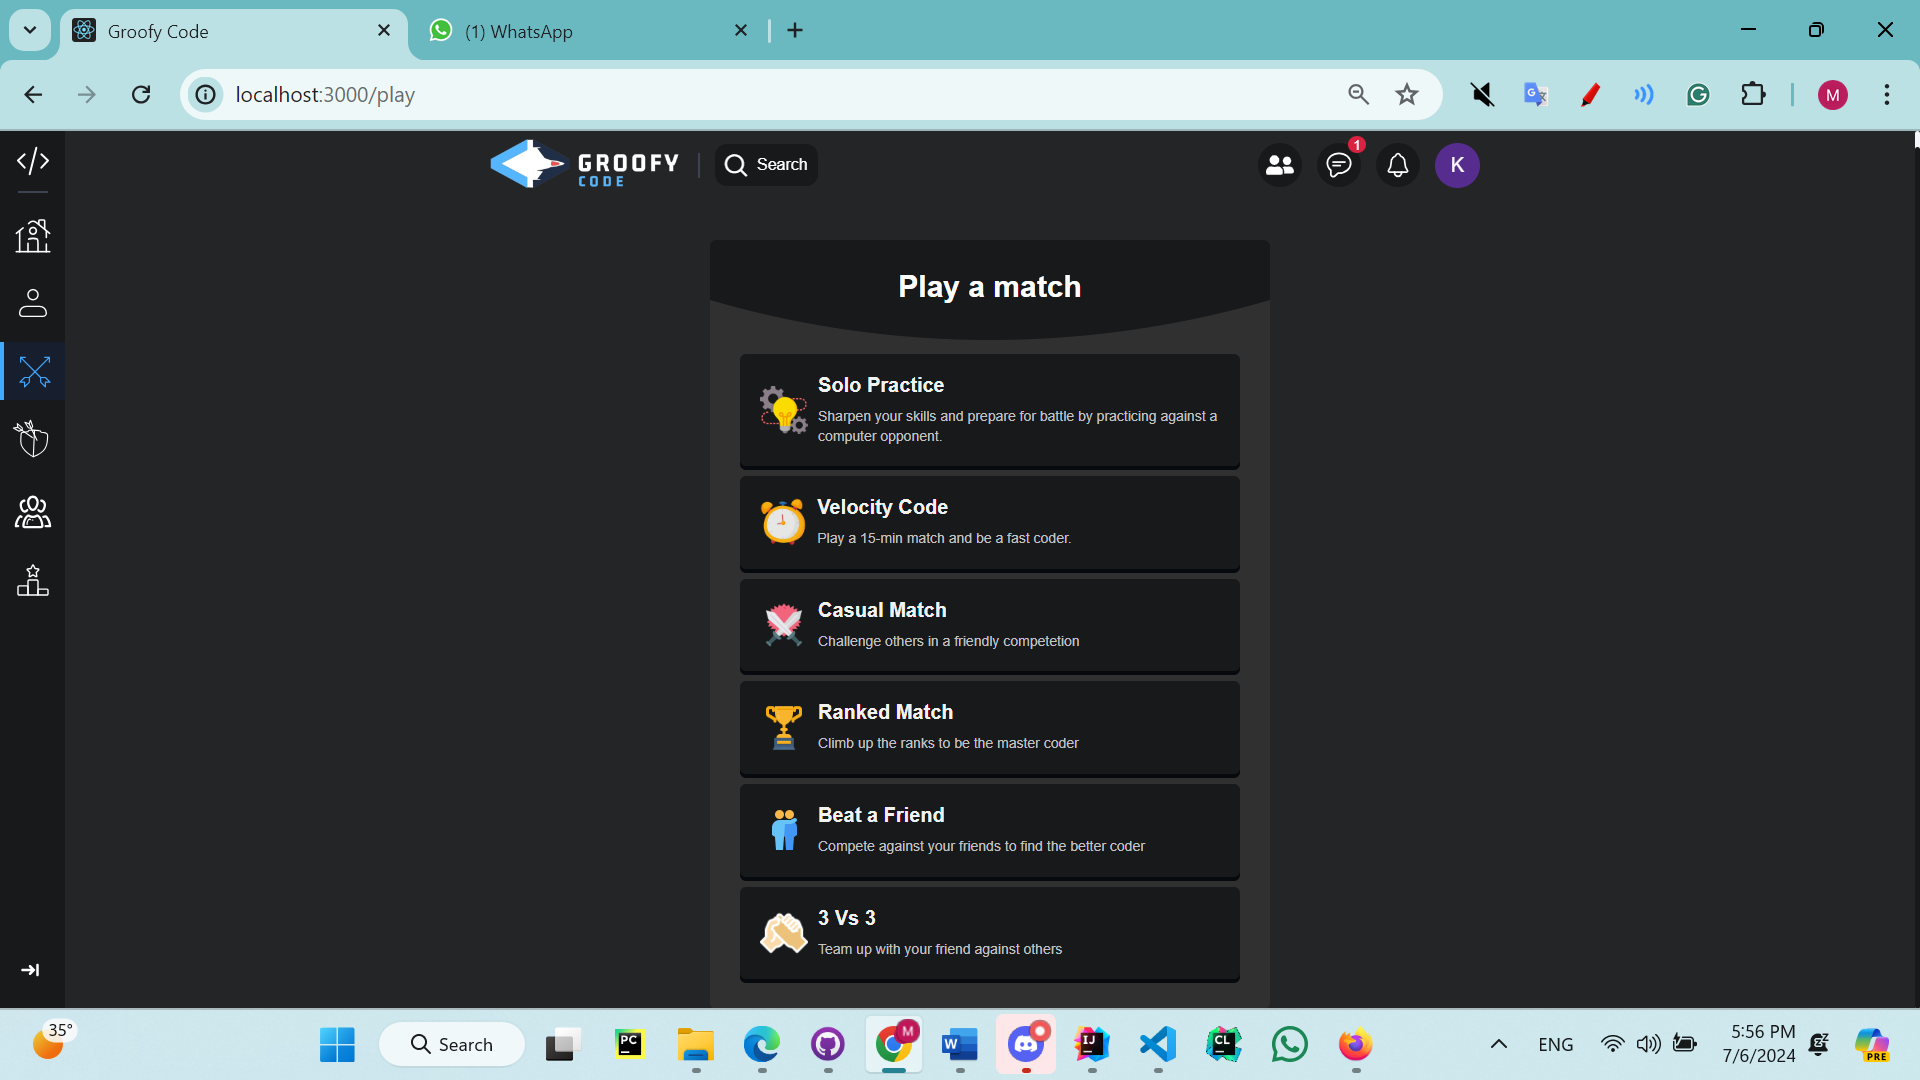 Groofy Code
(1) WhatsApp
localhost:3000/play
M
GROOFY
CODE
Search
1
K
Play a match
Solo Practice
Sharpen your skills and prepare for battle by practicing against a
computer opponent.
Velocity Code
Play a 15-min match and be a fast coder.
Casual Match
Challenge others in a friendly competetion
Ranked Match
Climb up the ranks to be the master coder
Beat a Friend
Compete against your friends to find the better coder
3 Vs 3
Team up with your friend against others
35°
Search
PC
M
W
IJ
CL
ENG
5:56 PM
7/6/2024
PRE